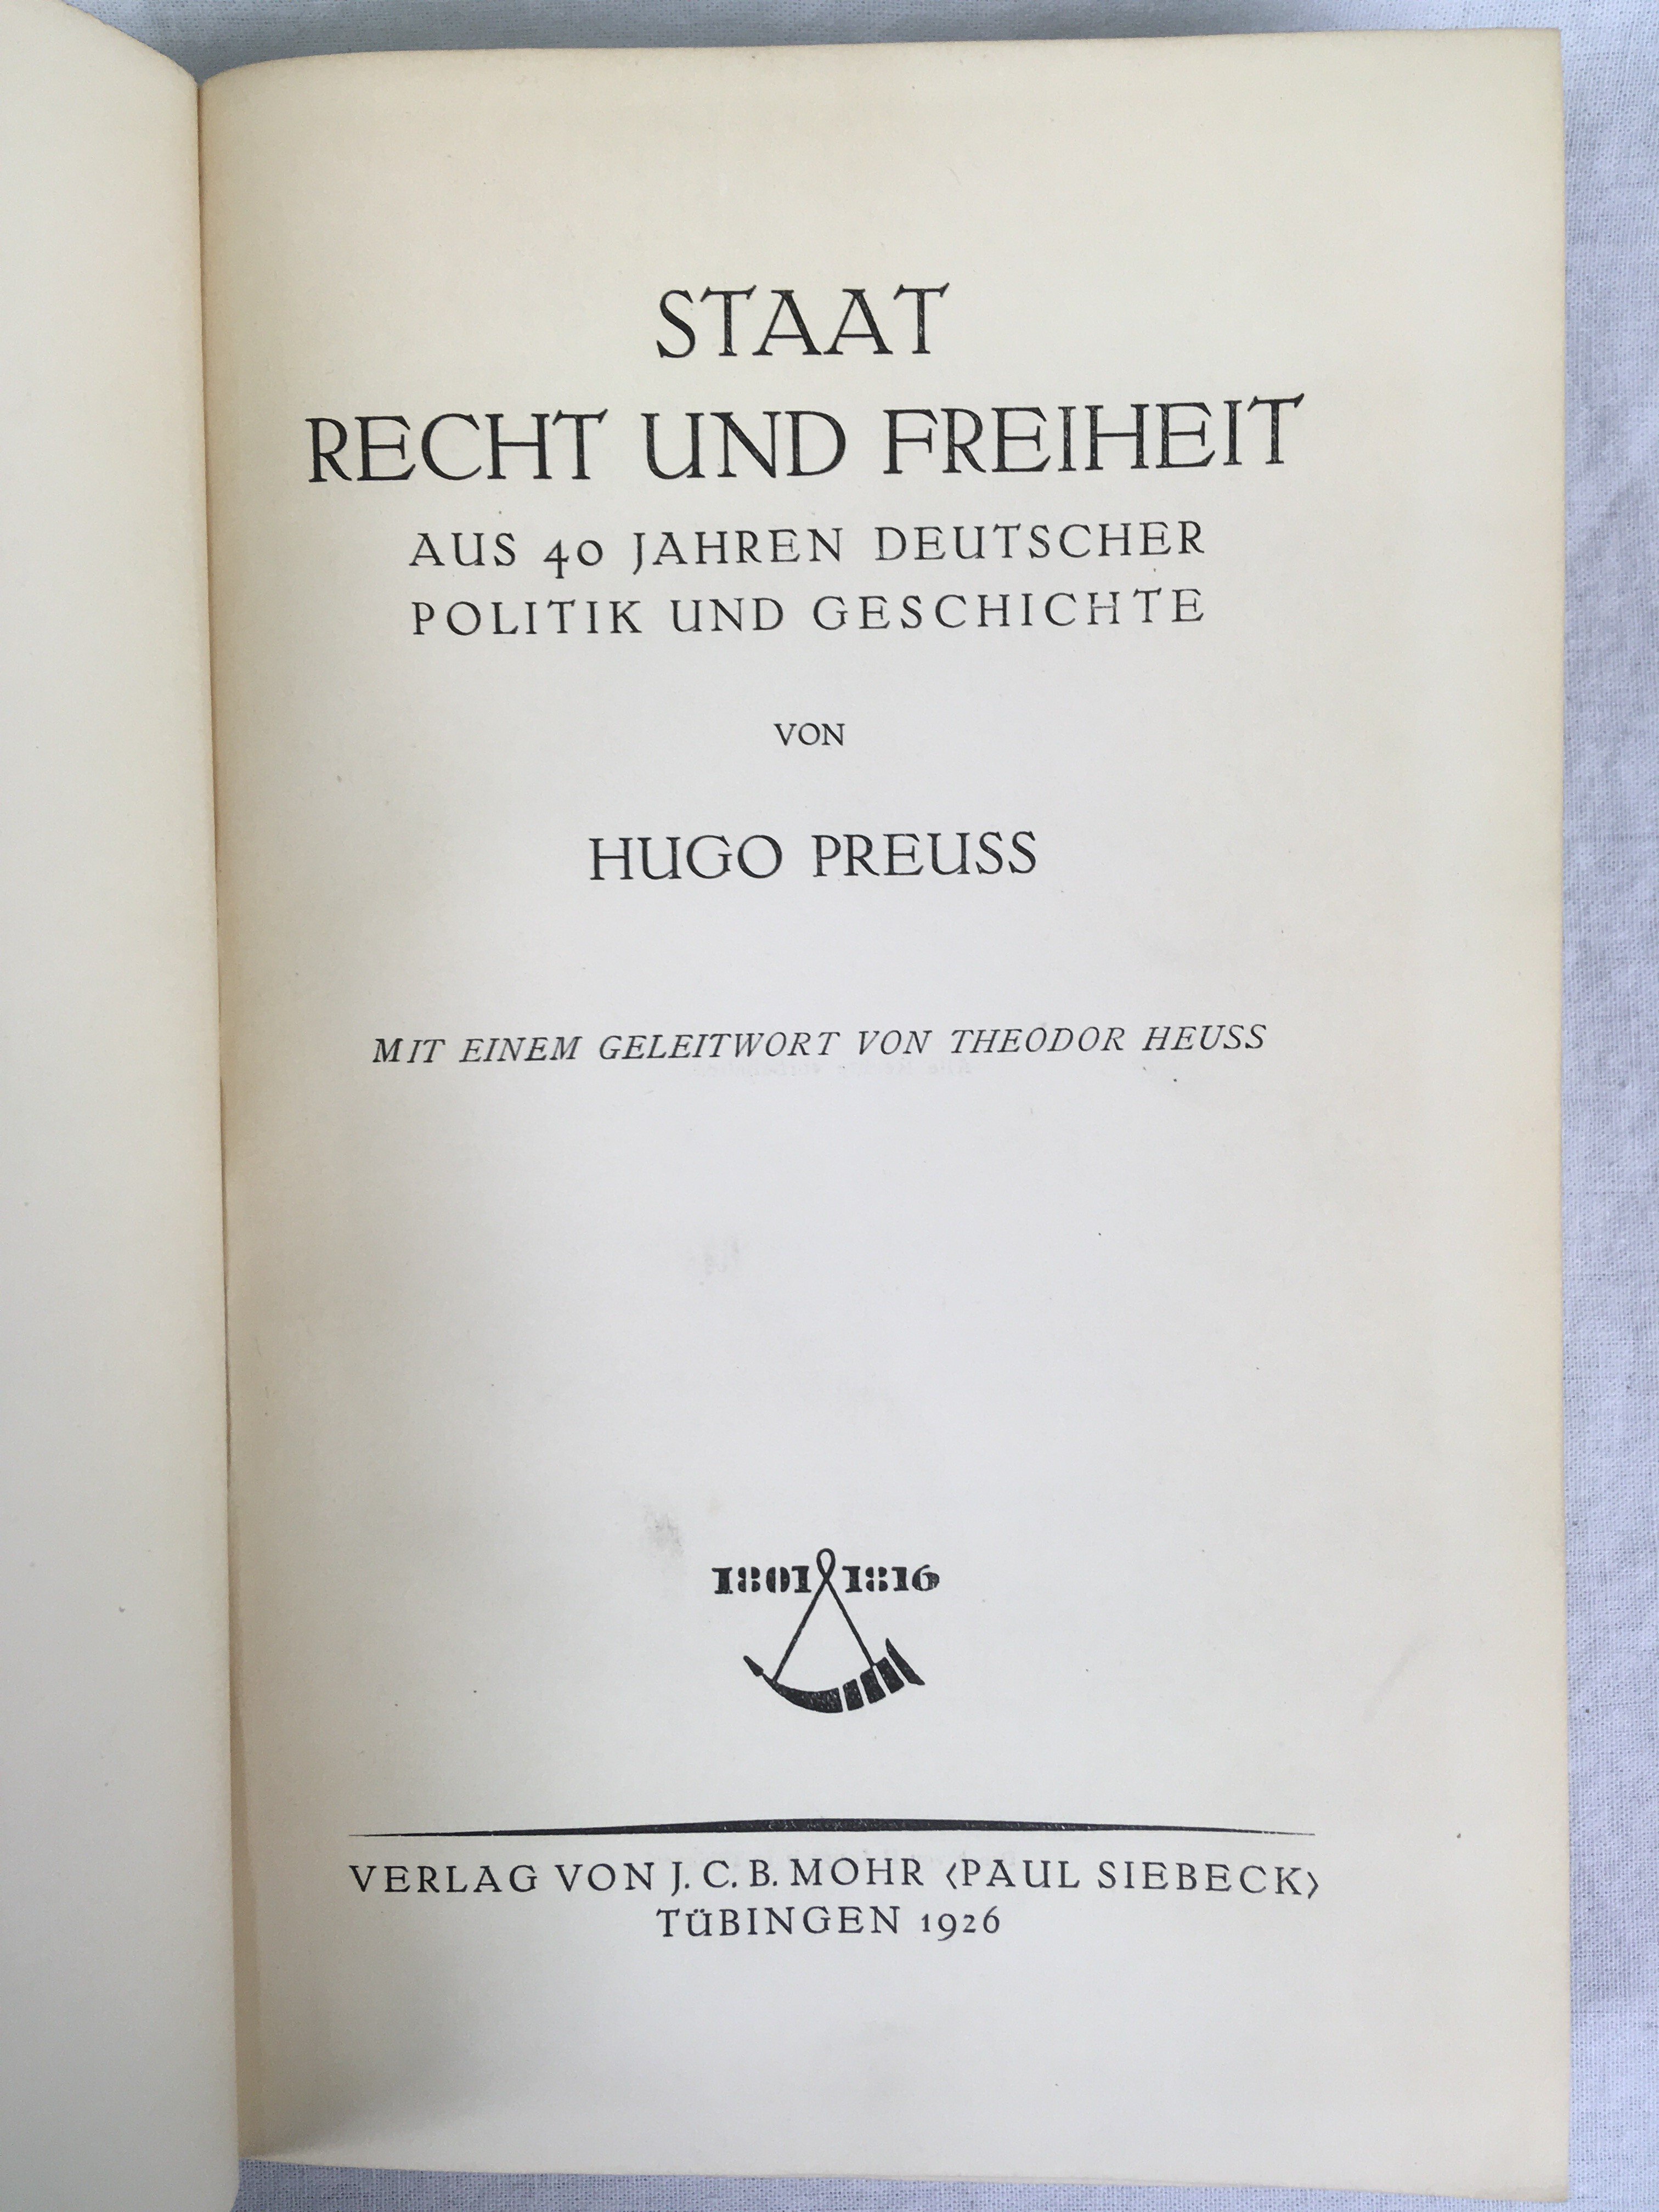 STAAT
RECHT UND FREIHEIT
AUS 40 JAHREN DEUTSCHER
POLITIK UND GESCHICHTE
VON
HUGO PREUSS
MIT EINEM GELEITWORT VON THEODOR HEUSS
1801 1816
VERLAG VON J. C. B. MOHR ‹PAUL SIEBECK›
TÜBINGEN 1926